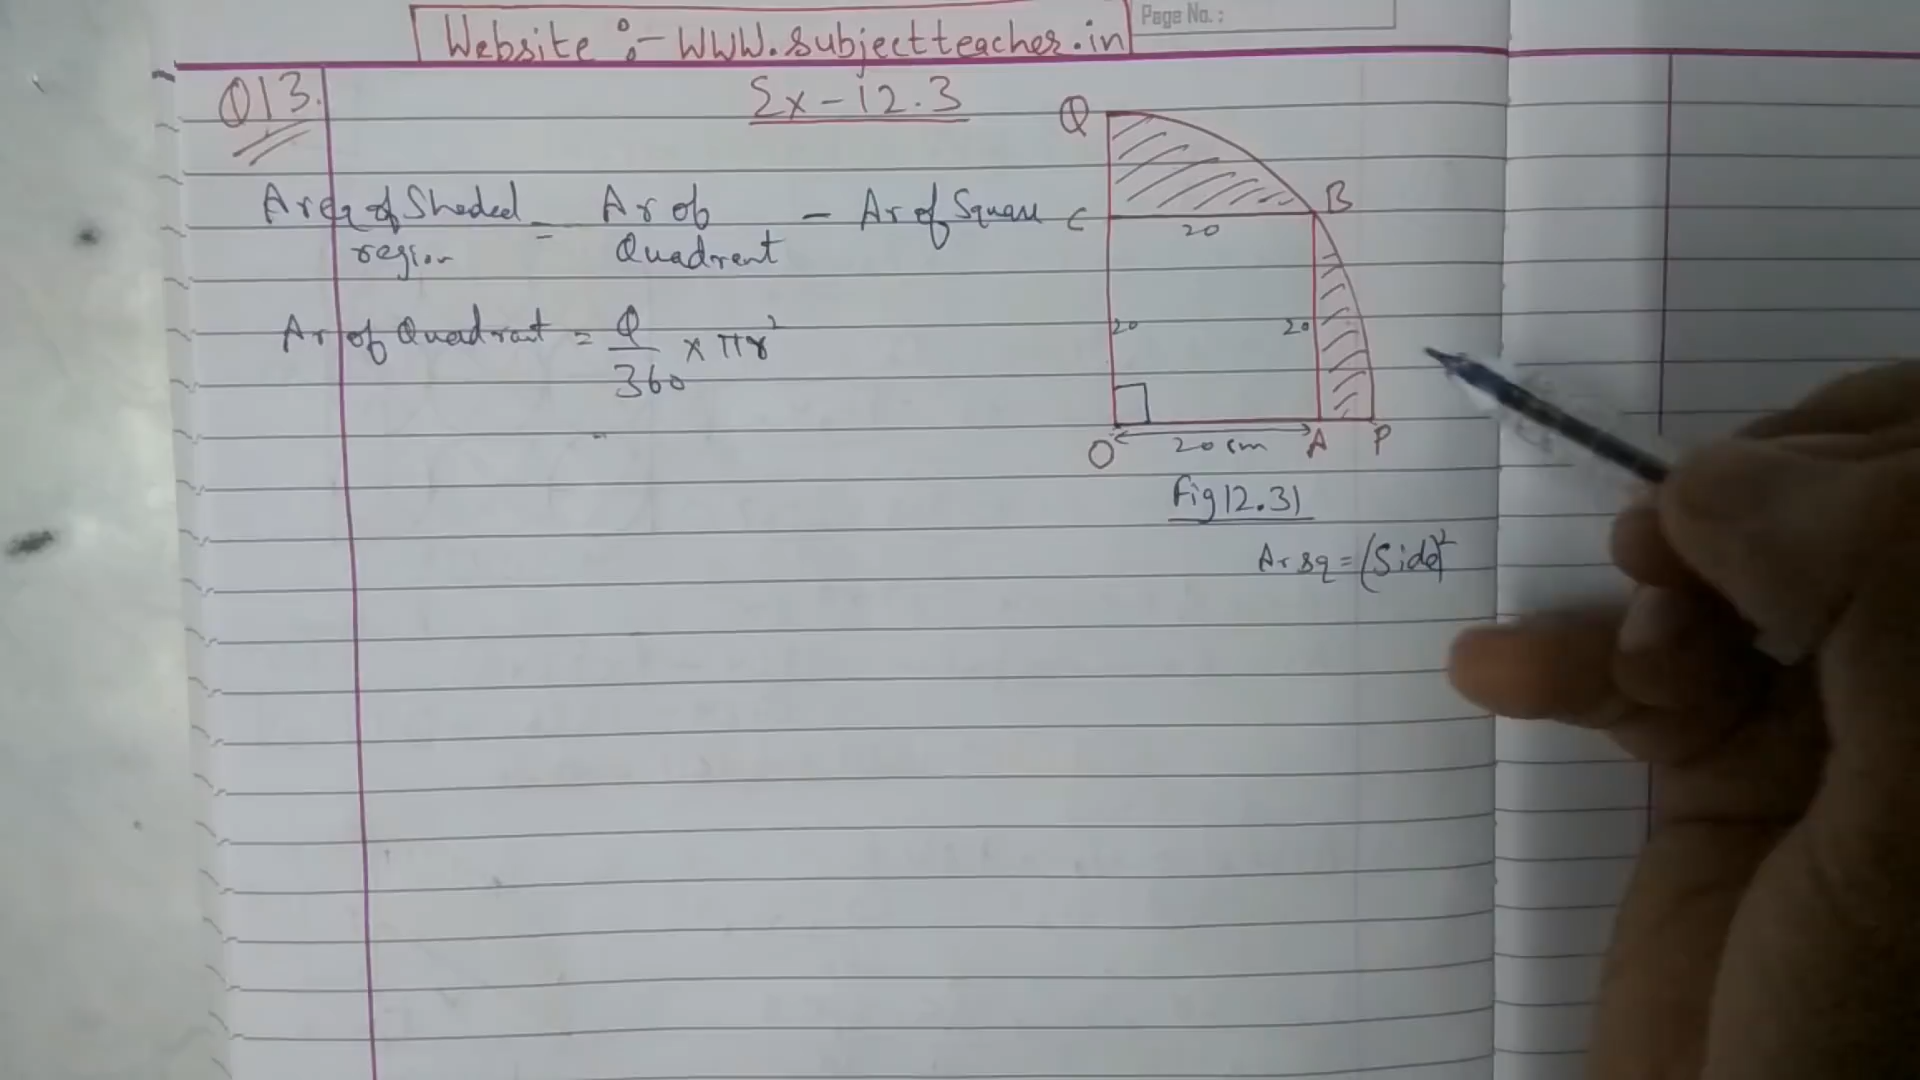 Website :- www.subjectteacher.in
Page No. :
Q13.
Ex-12.3
Area of Shaded region = Ar of Quadrant - Ar of Square
Ar of Quadrant = Q/360 × πr²
Q
B
C
20
20
20
O
20 cm
A
P
Fig 12.31
Ar sq = (Side)²